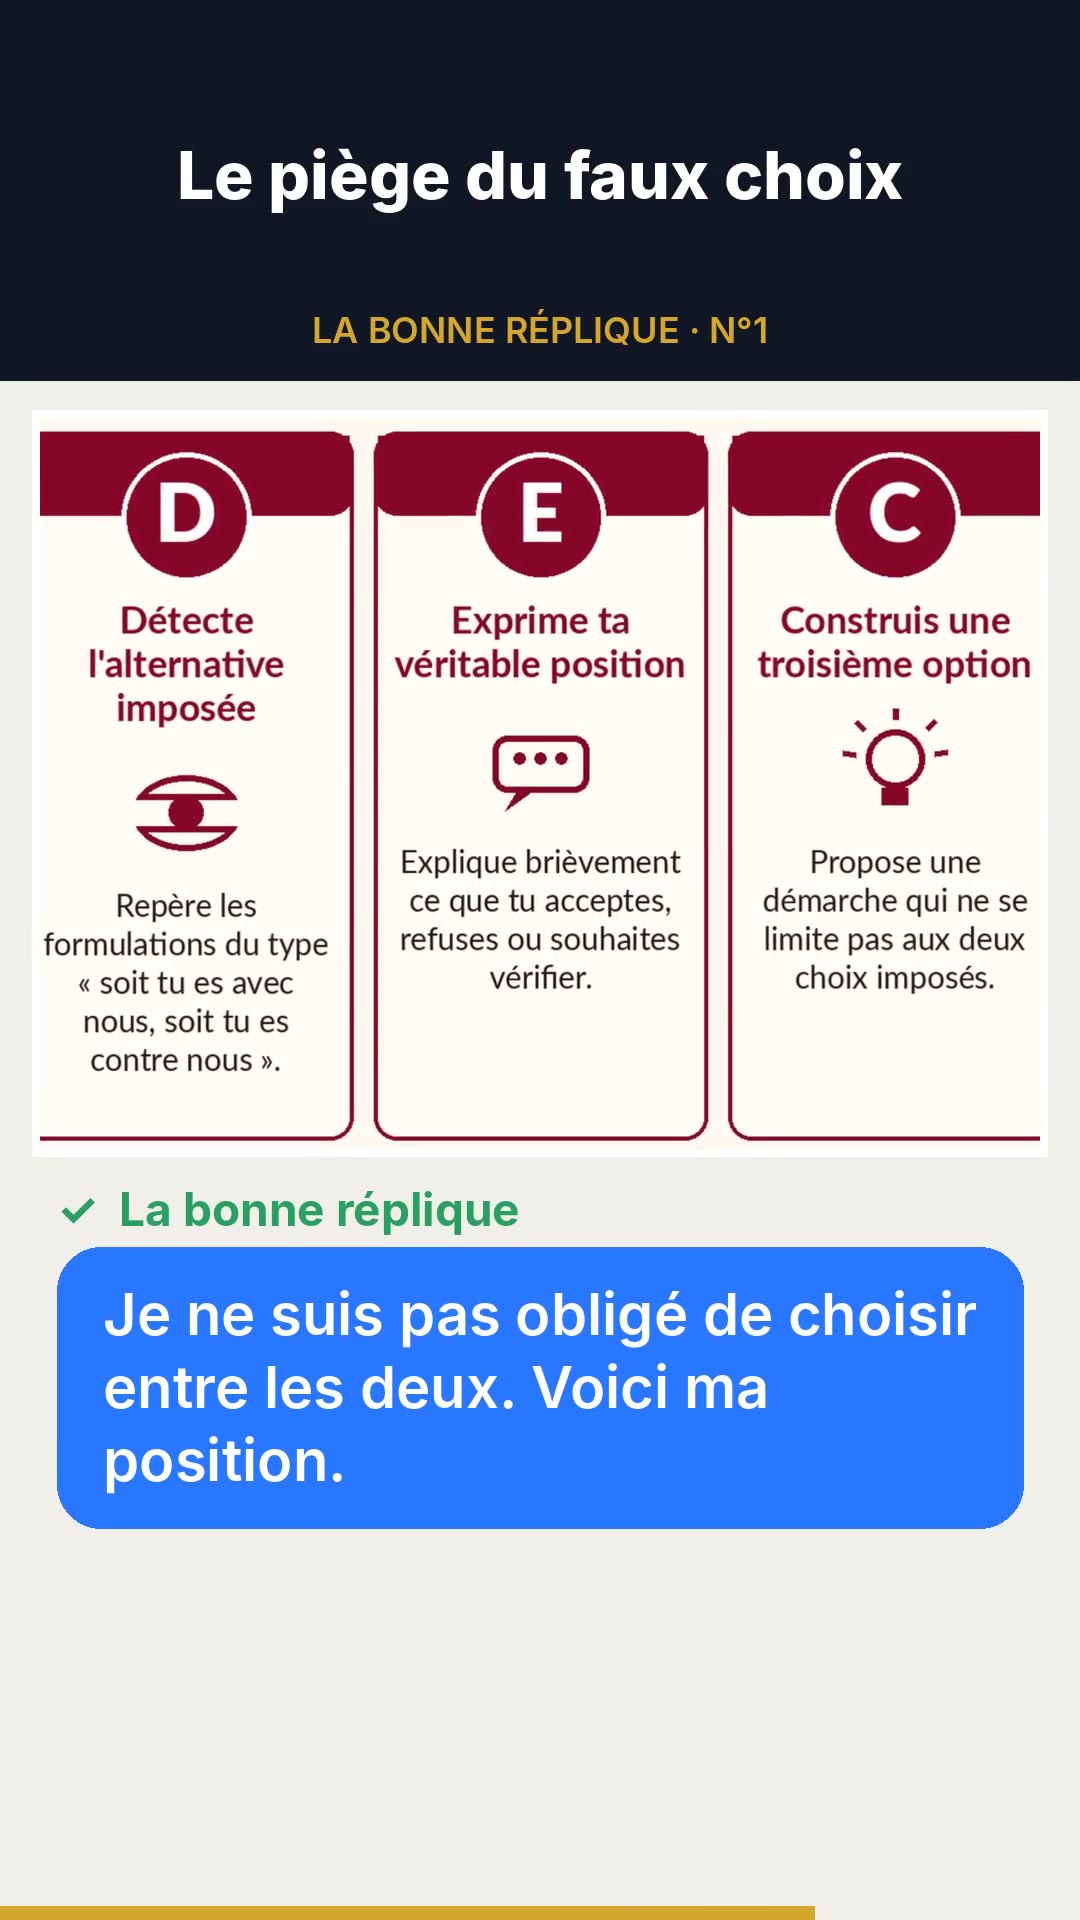 Le piège du faux choix
LA BONNE RÉPLIQUE · N°1
D
Détecte
l'alternative
imposée
Repère les
formulations du type
« soit tu es avec
nous, soit tu es
contre nous ».
E
Exprime ta
véritable position
Explique brièvement
ce que tu acceptes,
refuses ou souhaites
vérifier.
C
Construis une
troisième option
Propose une
démarche qui ne se
limite pas aux deux
choix imposés.
✓ La bonne réplique
Je ne suis pas obligé de choisir
entre les deux. Voici ma
position.